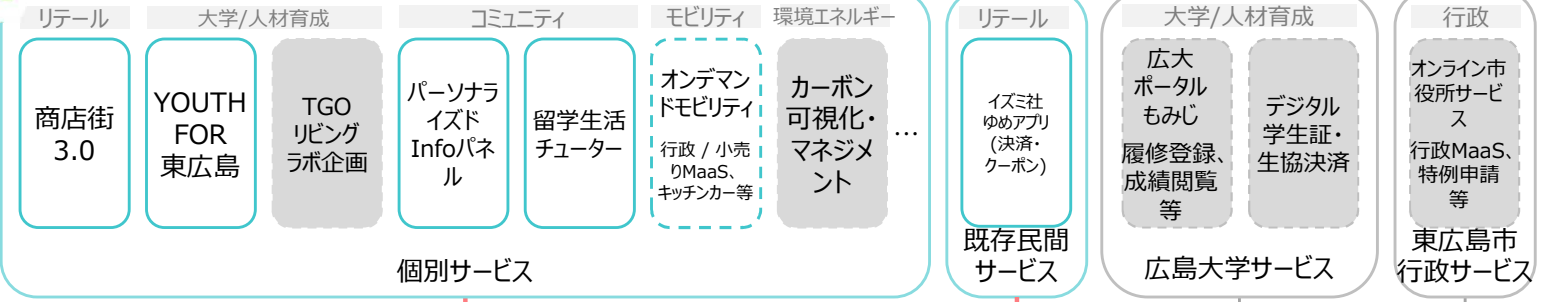 リテール
大学/人材育成
コミュニティ
モビリティ
環境エネルギー
リテール
大学/人材育成
行政
商店街
3.0
YOUTH
FOR
東広島
TGO
リビング
ラボ企画
パーソナラ
イズド
Infoパネ
ル
留学生活
チューター
オンデマン
ドモビリティ
行政 / 小売
りMaaS、
キッチンカー等
カーボン
可視化・
マネジメ
ント
…
イズミ社
ゆめアプリ
(決済・
クーポン)
広大
ポータル
もみじ
履修登録、
成績閲覧
等
デジタル
学生証・
生協決済
オンライン市
役所サービ
ス
行政MaaS、
特例申請
等
個別サービス
既存民間
サービス
広島大学サービス
東広島市
行政サービス